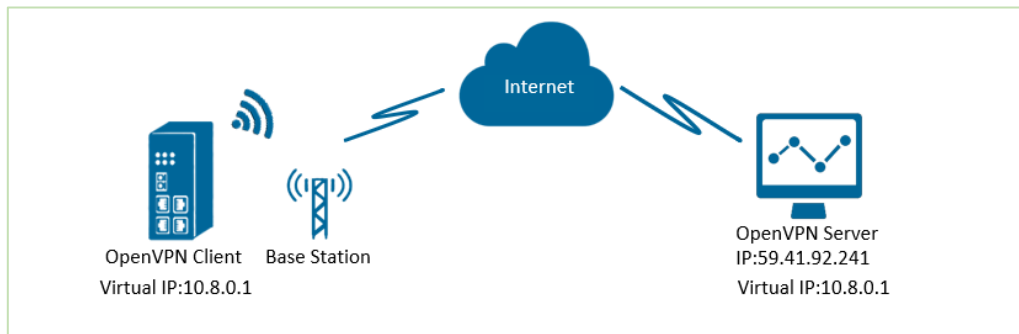 Internet
OpenVPN Client
Base Station
Virtual IP:10.8.0.1
OpenVPN Server
IP:59.41.92.241
Virtual IP:10.8.0.1